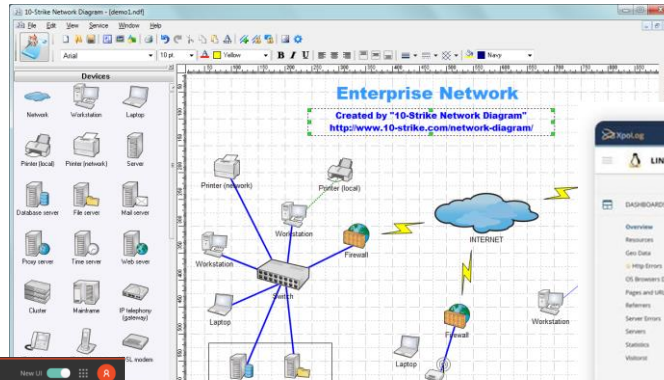 10-Strike Network Diagram - [demo1.ndf]
File Edit View Service Window Help
Arial 10 pt. Yellow B I U Navy
Devices
Network Workstation Laptop
Printer (local) Printer (network) Server
Database server File server Mail server
Proxy server Time server Web server
Cluster Mainframe IP telephony (gateway)
SL modem
New UI
R
Enterprise Network
Created by "10-Strike Network Diagram"
http://www.10-strike.com/network-diagram/
Printer (network)
Printer (local)
Workstation
Workstation
Firewall
INTERNET
Switch
Laptop
Firewall
Workstation
Laptop
XpoLog
LIN
DASHBOARD
Overview
Resources
Geo Data
Http Errors
OS Browsers D
Pages and URL
Referrers
Server Errors
Servers
Statistics
Visitors